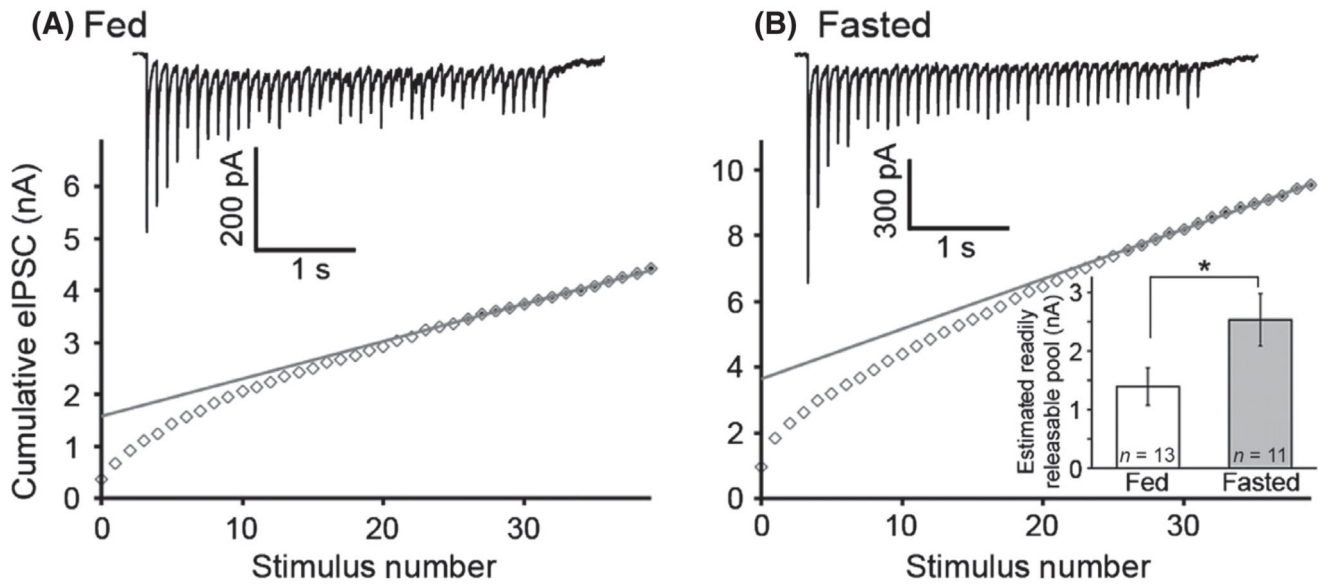 (A) Fed
200 pA
1 s
Cumulative eIPSC (nA)
6
5
4
3
2
1
0
0 10 20 30
Stimulus number
(B) Fasted
300 pA
1 s
10
8
6
4
2
0
0 10 20 30
Stimulus number
*
Estimated readily
releasable pool (nA)
3
2
1
0
n = 13 n = 11
Fed Fasted